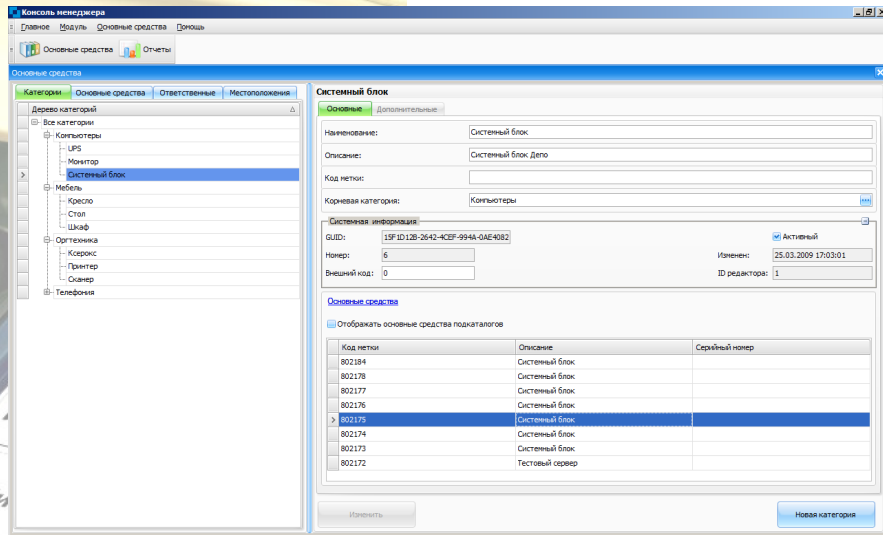 Консоль менеджера
Главное Модуль Основные средства Помощь
Основные средства Отчеты
Основные средства
Категории Основные средства Ответственные Местоположения
Дерево категорий
Все категории
Компьютеры
UPS
Монитор
Системный блок
Мебель
Кресло
Стол
Шкаф
Оргтехника
Ксерокс
Принтер
Сканер
Телефония
Системный блок
Основные Дополнительные
Наименование: Системный блок
Описание: Системный блок Депо
Код метки:
Корневая категория: Компьютеры
Системная информация
GUID: 15F1D12B-2642-4CEF-994A-0AE4082 Активный
Номер: 6 Изменен: 25.03.2009 17:03:01
Внешний код: 0 ID редактора: 1
Основные средства
Отображать основные средства подкаталогов
Код метки Описание Серийный номер
802184 Системный блок
802178 Системный блок
802177 Системный блок
802176 Системный блок
802175 Системный блок
802174 Системный блок
802173 Системный блок
802172 Тестовый сервер
Изменить Новая категория